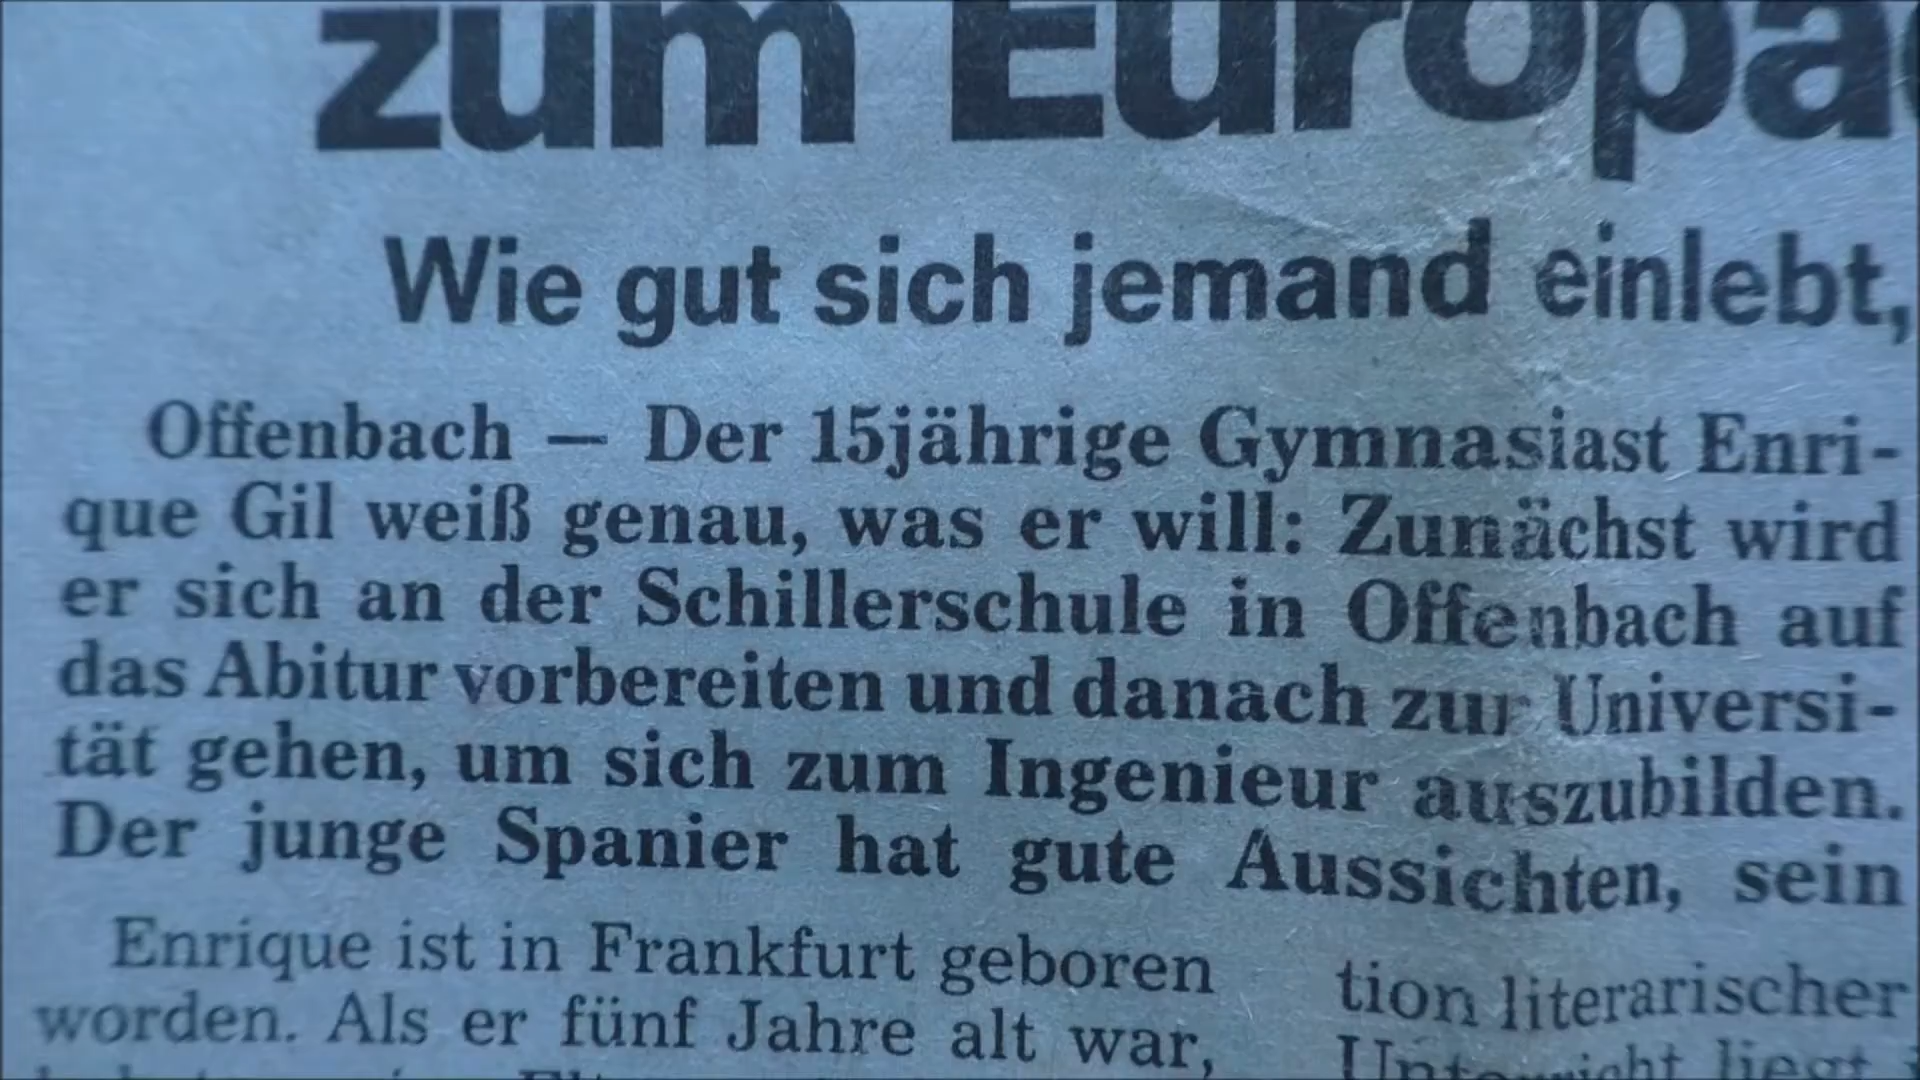 zum Europa
Wie gut sich jemand einlebt,
Offenbach — Der 15jährige Gymnasiast Enri-
que Gil weiß genau, was er will: Zunächst wird
er sich an der Schillerschule in Offenbach auf
das Abitur vorbereiten und danach zur Universi-
tät gehen, um sich zum Ingenieur auszubilden.
Der junge Spanier hat gute Aussichten, sein
Enrique ist in Frankfurt geboren
worden. Als er fünf Jahre alt war,
tion literarischer
Unterricht liegt